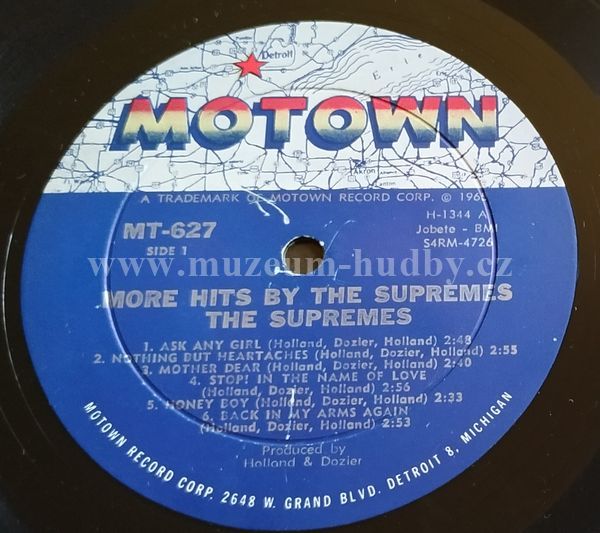 Detroit
Erie
MOTOWN
Akron
Canton
A TRADEMARK OF MOTOWN RECORD CORP. © 196
MT-627
SIDE 1
H-1344 A
Jobete - BMI
S4RM-4726
www.muzeum-hudby.cz
MORE HITS BY THE SUPREMES
THE SUPREMES
1. ASK ANY GIRL (Holland, Dozier, Holland) 2:48
2. NOTHING BUT HEARTACHES (Holland, Dozier, Holland) 2:55
3. MOTHER DEAR (Holland, Dozier, Holland) 2:40
4. STOP! IN THE NAME OF LOVE
(Holland, Dozier, Holland) 2:56
5. HONEY BOY (Holland, Dozier, Holland) 2:33
6. BACK IN MY ARMS AGAIN
(Holland, Dozier, Holland) 2:53
Produced by
Holland & Dozier
MOTOWN RECORD CORP. 2648 W. GRAND BLVD. DETROIT 8, MICHIGAN